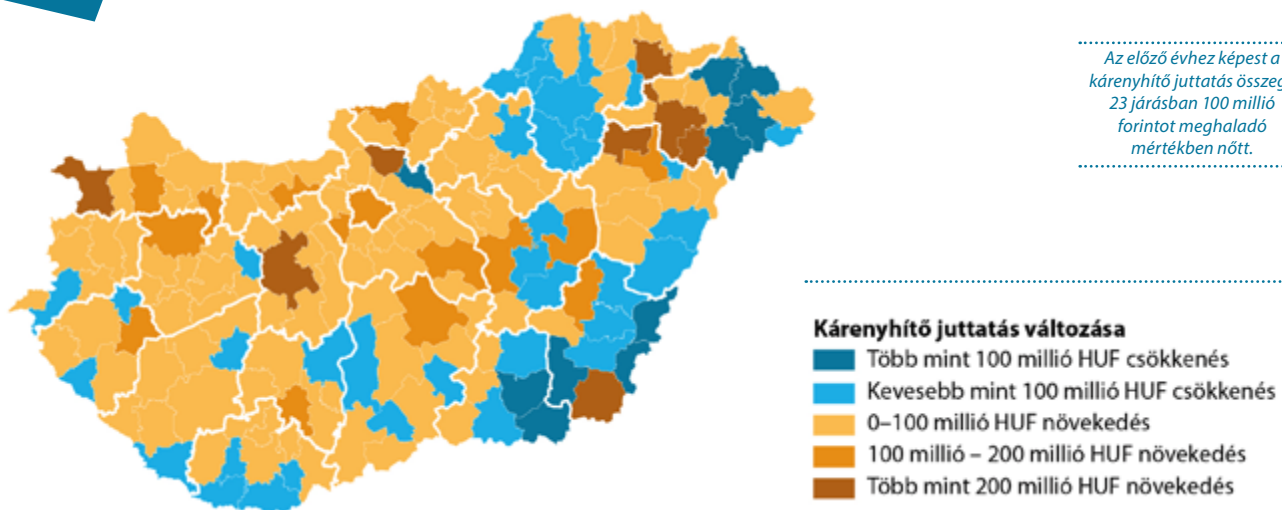 Az előző évhez képest a
kárenyhítő juttatás összeg
23 járásban 100 millió
forintot meghaladó
mértékben nőtt.
Kárenyhítő juttatás változása
Több mint 100 millió HUF csökkenés
Kevesebb mint 100 millió HUF csökkenés
0–100 millió HUF növekedés
100 millió – 200 millió HUF növekedés
Több mint 200 millió HUF növekedés